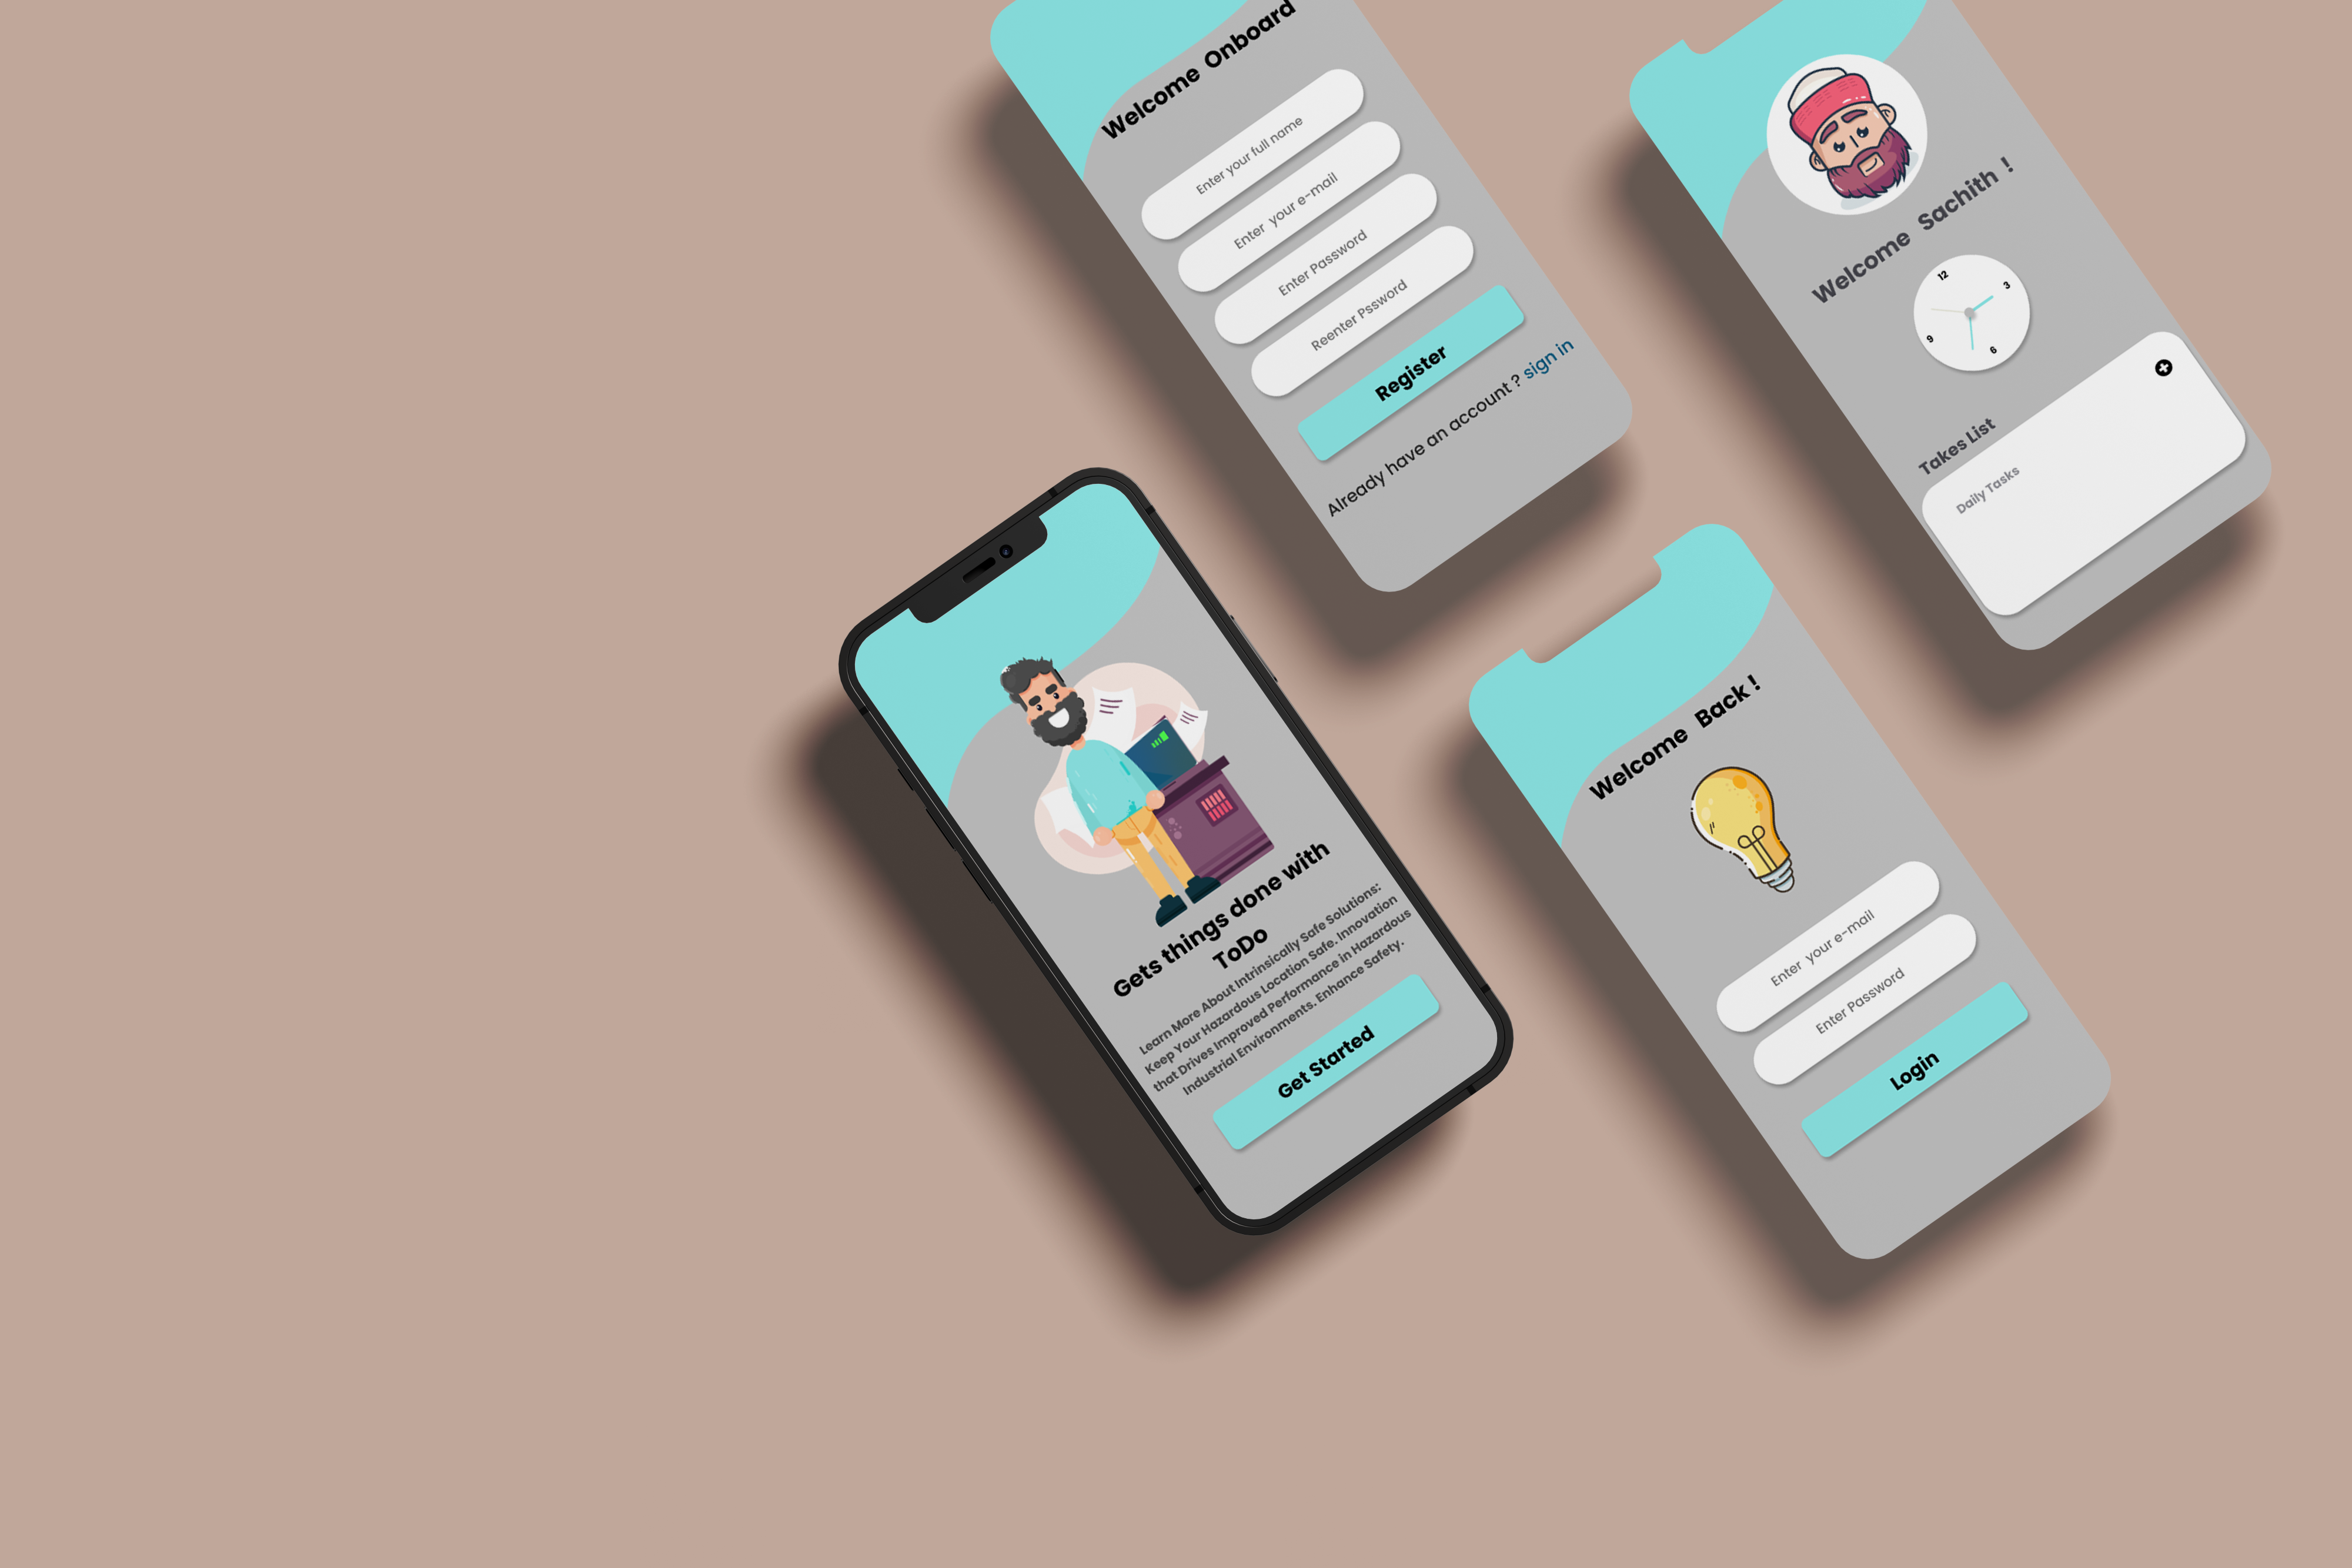 Welcome Onboard
Enter your full name
Enter your e-mail
Enter Password
Reenter Pssword
Register
Already have an account ? sign in
Welcome Sachith !
12
3
6
9
Takes List
Daily Tasks
Gets things done with
ToDo
Learn More About Intrinsically Safe Solutions:
Keep Your Hazardous Location Safe. Innovation
that Drives Improved Performance in Hazardous
Industrial Environments. Enhance Safety.
Get Started
Welcome Back !
Enter your e-mail
Enter Password
Login